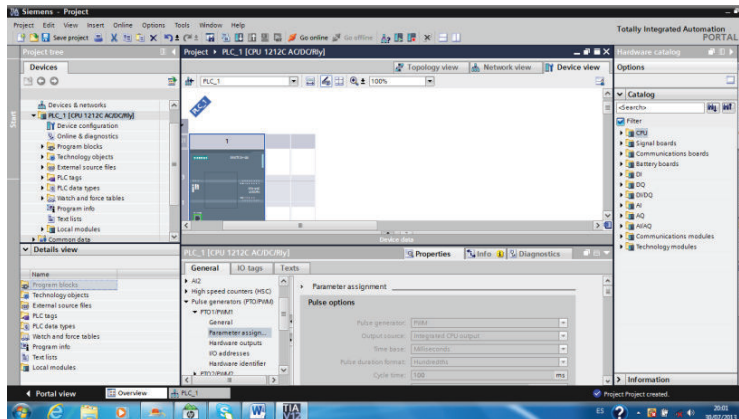 Siemens - Project
Project Edit View Insert Online Options Tools Window Help
Totally Integrated Automation
PORTAL
Save project
Go online
Go offline
Project tree
Project PLC_1 [CPU 1212C AC/DC/Rly]
Hardware catalog
Devices
Topology view
Network view
Device view
Options
PLC_1
100%
Catalog
<Search>
Filter
Devices & networks
PLC_1 [CPU 1212C AC/DC/Rly]
Device configuration
Online & diagnostics
Program blocks
Technology objects
External source files
PLC tags
PLC data types
Watch and force tables
Program info
Text lists
Local modules
Common data
Start
PLC_1
1
CPU
Signal boards
Communications boards
Battery boards
DI
DQ
DI/DQ
AI
AQ
AI/AQ
Communications modules
Technology modules
Device data
Details view
Name
Program blocks
Technology objects
External source files
PLC tags
PLC data types
Watch and force tables
Program info
Text lists
Local modules
PLC_1 [CPU 1212C AC/DC/Rly]
Properties
Info
Diagnostics
General
IO tags
Texts
AI2
High speed counters (HSC)
Pulse generators (PTO/PWM)
PTO1/PWM1
General
Parameter assign...
Hardware outputs
I/O addresses
Hardware identifier
PTO2/PWM2
Parameter assignment
Pulse options
Pulse generator: PWM
Output source: Integrated CPU output
Time base: Milliseconds
Pulse duration format: Hundredths
Cycle time: 100 ms
Information
Portal view
Overview
PLC_1
Project Project created.
ES
20:01